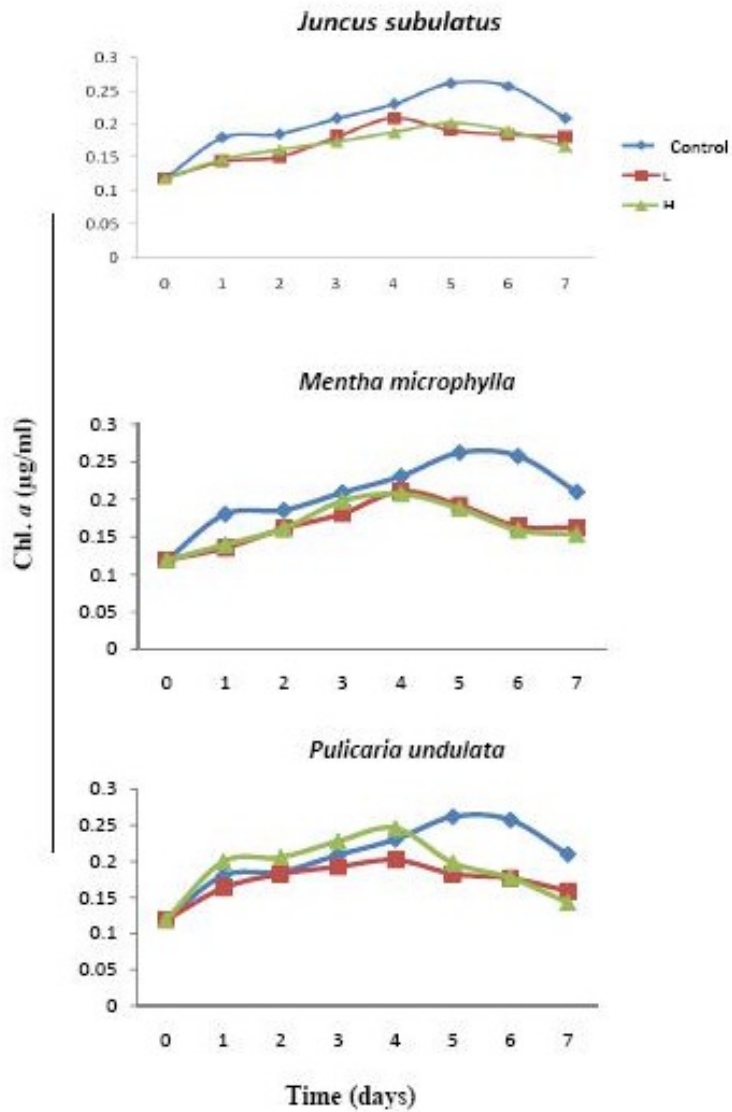 Juncus subulatus
0.3
0.25
0.2
0.15
0.1
0.05
0
0 1 2 3 4 5 6 7
Control
L
H
Chl. a (µg/ml)
Mentha microphylla
0.3
0.25
0.2
0.15
0.1
0.05
0
0 1 2 3 4 5 6 7
Pulicaria undulata
0.3
0.25
0.2
0.15
0.1
0.05
0
0 1 2 3 4 5 6 7
Time (days)